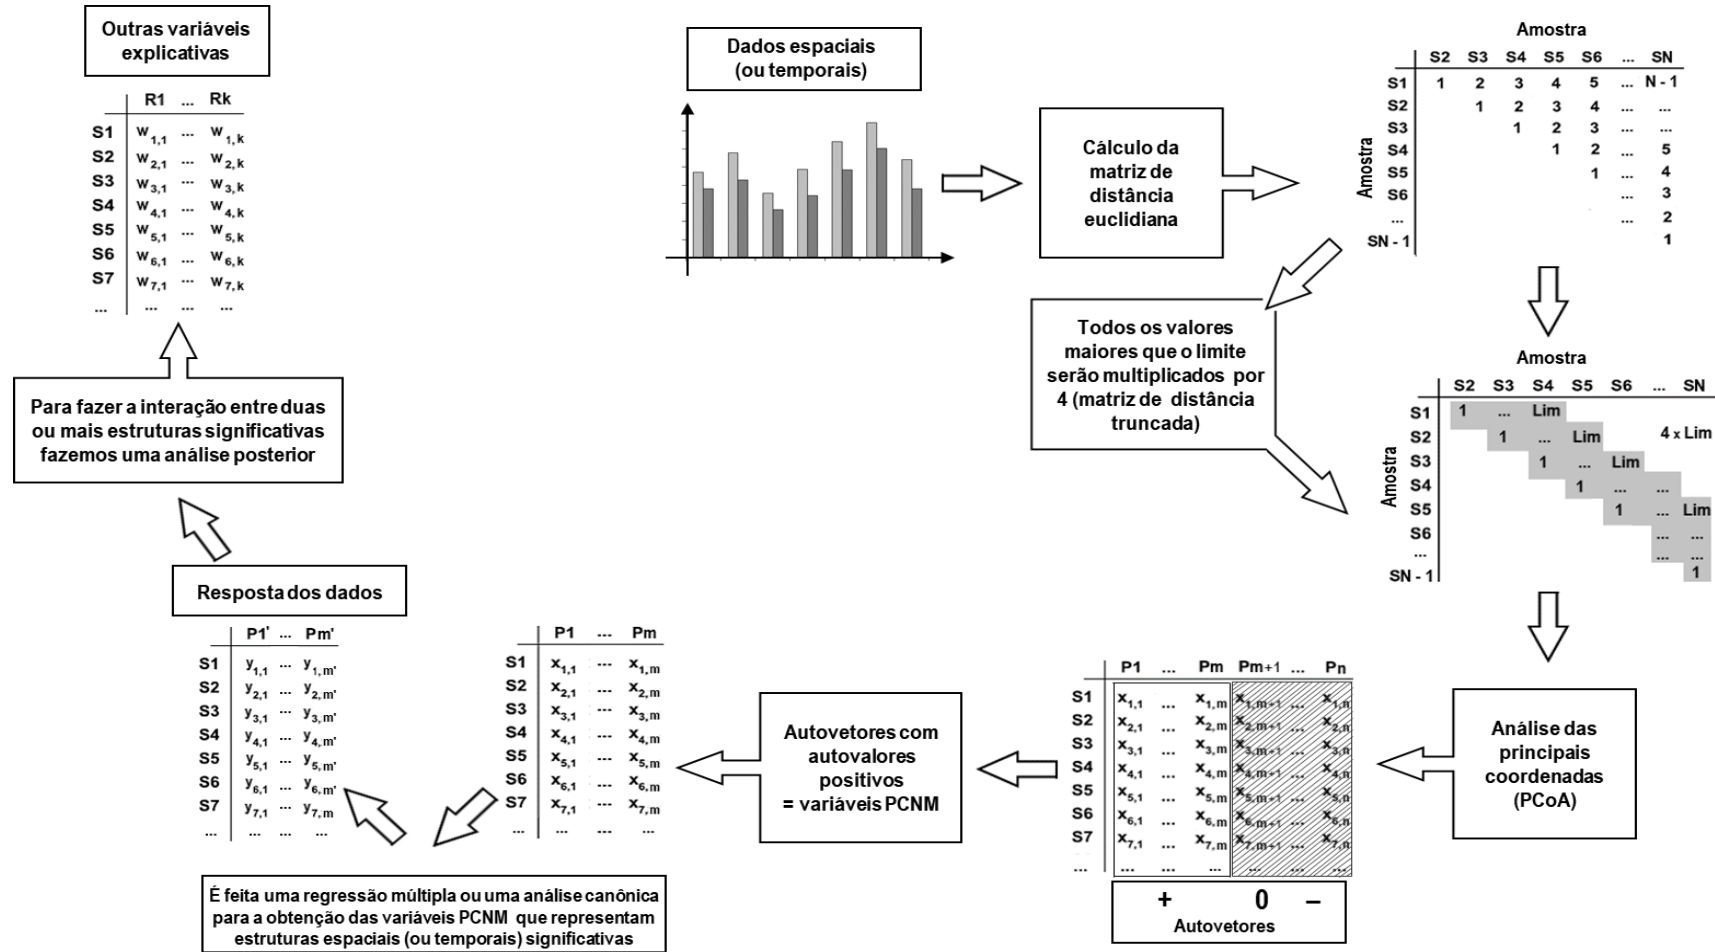 Outras variáveis
explicativas
R1 ... Rk
S1 w1,1 ... w1,k
S2 w2,1 ... w2,k
S3 w3,1 ... w3,k
S4 w4,1 ... w4,k
S5 w5,1 ... w5,k
S6 w6,1 ... w6,k
S7 w7,1 ... w7,k
... ... ... ...
Para fazer a interação entre duas
ou mais estruturas significativas
fazemos uma análise posterior
Resposta dos dados
P1' ... Pm'
S1 y1,1 ... y1,m'
S2 y2,1 ... y2,m'
S3 y3,1 ... y3,m'
S4 y4,1 ... y4,m'
S5 y5,1 ... y5,m'
S6 y6,1 ... y6,m'
S7 y7,1 ... y7,m
... ... ... ...
Dados espaciais
(ou temporais)
Cálculo da
matriz de
distância
euclidiana
Amostra
S2 S3 S4 S5 S6 ... SN
Amostra
S1 1 2 3 4 5 ... N - 1
S2 1 2 3 4 ... ...
S3 1 2 3 ... ...
S4 1 2 ... 5
S5 1 ... 4
S6 ... 3
... ... 2
SN - 1 1
Todos os valores
maiores que o limite
serão multiplicados por
4 (matriz de distância
truncada)
Amostra
S2 S3 S4 S5 S6 ... SN
Amostra
S1 1 ... Lim
S2 1 ... Lim 4 x Lim
S3 1 ... Lim
S4 1 ... ...
S5 1 ... Lim
S6 ... ...
... ... ...
SN - 1 1
Análise das
principais
coordenadas
(PCoA)
P1 ... Pm Pm+1 ... Pn
S1 x1,1 ... x1,m x1,m+1 ... x1,n
S2 x2,1 ... x2,m x2,m+1 ... x2,n
S3 x3,1 ... x3,m x3,m+1 ... x3,n
S4 x4,1 ... x4,m x4,m+1 ... x4,n
S5 x5,1 ... x5,m x5,m+1 ... x5,n
S6 x6,1 ... x6,m x6,m+1 ... x6,n
S7 x7,1 ... x7,m x7,m+1 ... x7,n
... ... ... ... ... ...
+ 0 –
Autovetores
Autovetores com
autovalores
positivos
= variáveis PCNM
P1 ... Pm
S1 x1,1 ... x1,m
S2 x2,1 ... x2,m
S3 x3,1 ... x3,m
S4 x4,1 ... x4,m
S5 x5,1 ... x5,m
S6 x6,1 ... x6,m
S7 x7,1 ... x7,m
... ... ... ...
É feita uma regressão múltipla ou uma análise canônica
para a obtenção das variáveis PCNM que representam
estruturas espaciais (ou temporais) significativas